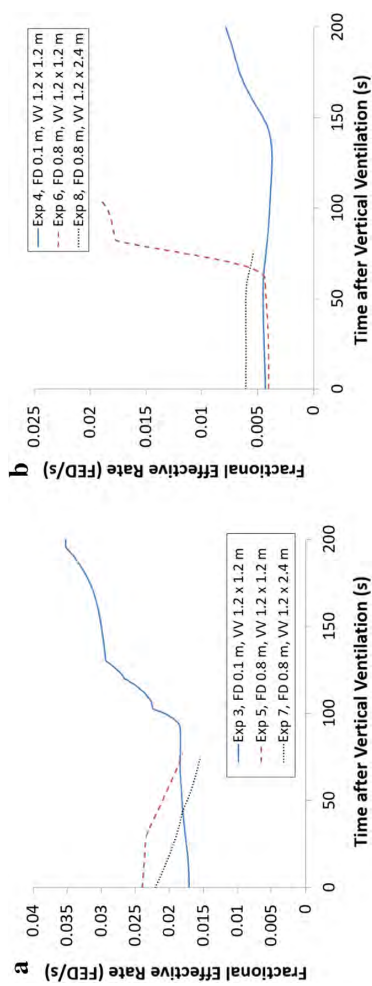 a
Fractional Effective Rate (FED/s)
0.04
0.035
0.03
0.025
0.02
0.015
0.01
0.005
0
Exp 3, FD 0.1 m, VV 1.2 x 1.2 m
Exp 5, FD 0.8 m, VV 1.2 x 1.2 m
Exp 7, FD 0.8 m, VV 1.2 x 2.4 m
0 50 100 150 200
Time after Vertical Ventilation (s)
b
Fractional Effective Rate (FED/s)
0.025
0.02
0.015
0.01
0.005
0
Exp 4, FD 0.1 m, VV 1.2 x 1.2 m
Exp 6, FD 0.8 m, VV 1.2 x 1.2 m
Exp 8, FD 0.8 m, VV 1.2 x 2.4 m
0 50 100 150 200
Time after Vertical Ventilation (s)